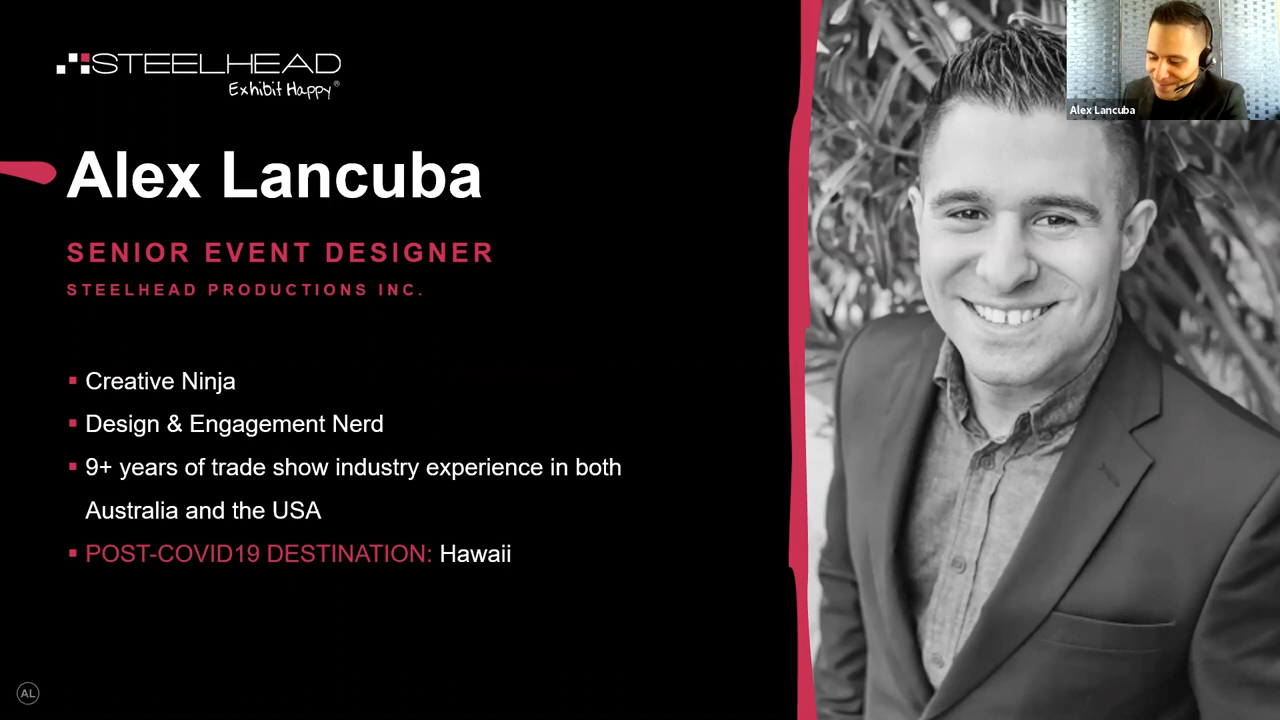 STEELHEAD
Exhibit Happy®
Alex Lancuba
Alex Lancuba
SENIOR EVENT DESIGNER
STEELHEAD PRODUCTIONS INC.
Creative Ninja
Design & Engagement Nerd
9+ years of trade show industry experience in both
Australia and the USA
POST-COVID19 DESTINATION: Hawaii
AL